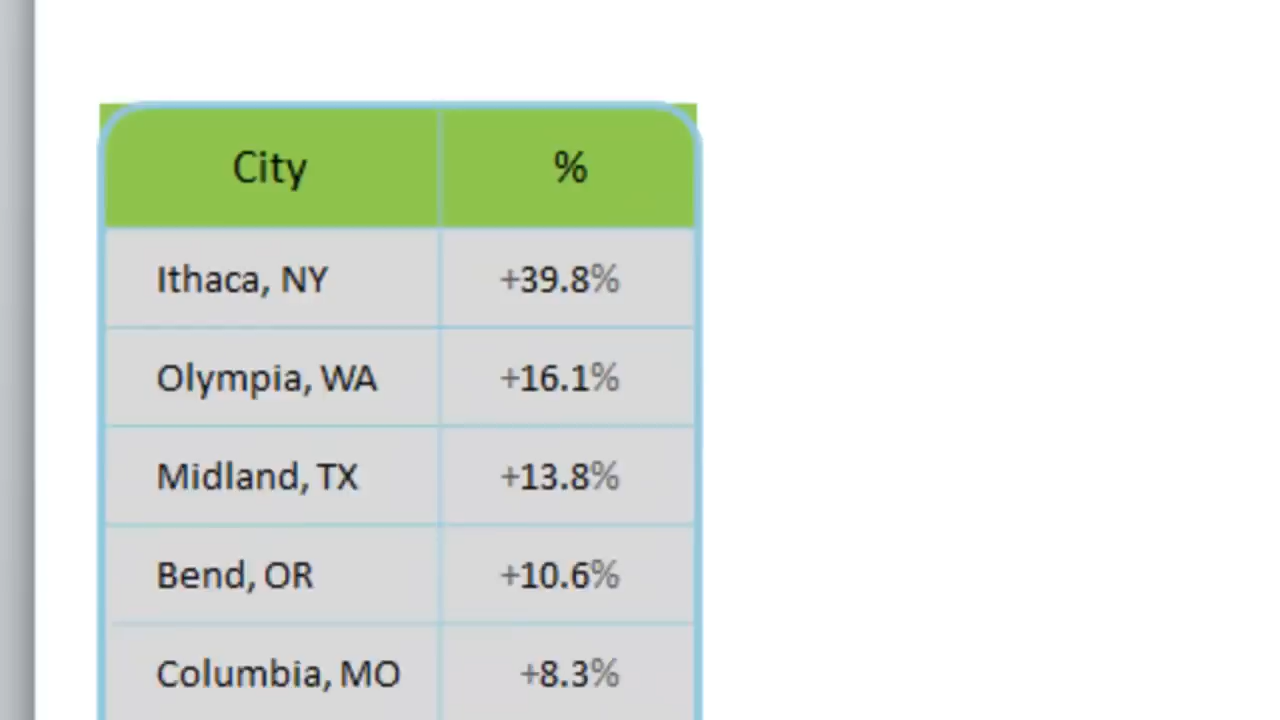 City %
Ithaca, NY +39.8%
Olympia, WA +16.1%
Midland, TX +13.8%
Bend, OR +10.6%
Columbia, MO +8.3%